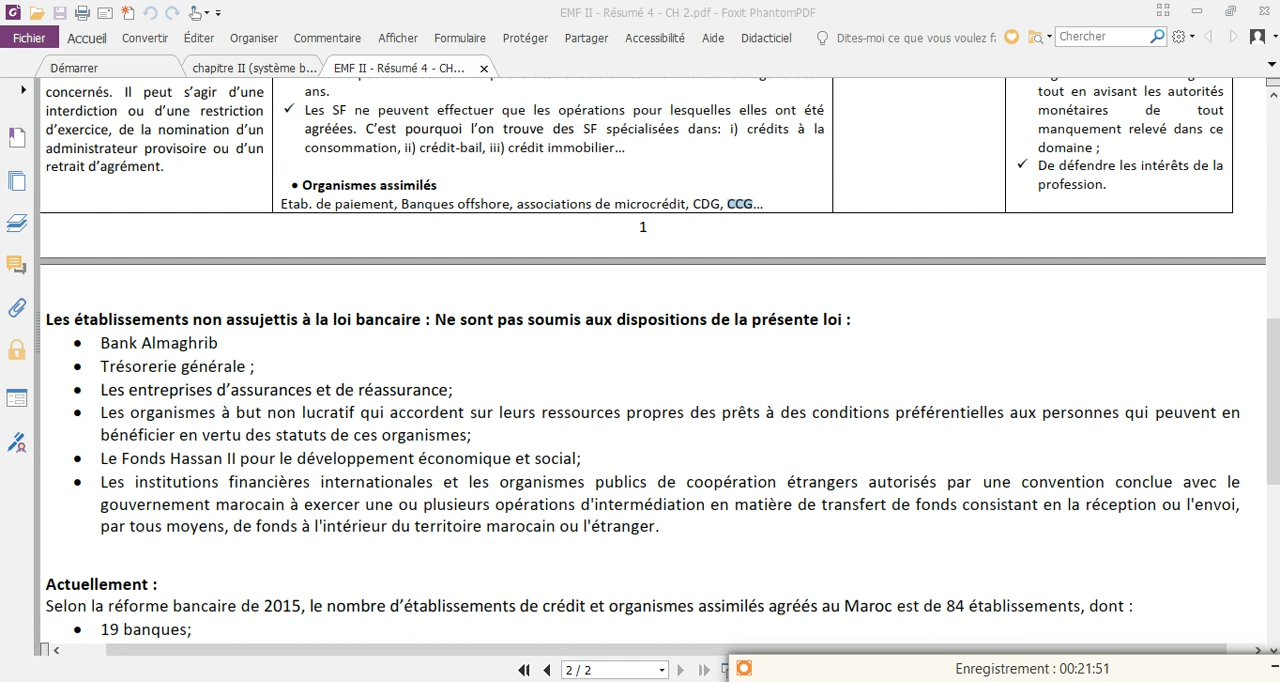 EMF II - Résumé 4 - CH 2.pdf - Foxit PhantomPDF
Fichier Accueil Convertir Éditer Organiser Commentaire Afficher Formulaire Protéger Partager Accessibilité Aide Didacticiel Dites-moi ce que vous voulez f. Chercher
Démarrer chapitre II (système b... EMF II - Résumé 4 - CH...
concernés. Il peut s'agir d'une
interdiction ou d'une restriction
d'exercice, de la nomination d'un
administrateur provisoire ou d'un
retrait d'agrément.
ans.
✓ Les SF ne peuvent effectuer que les opérations pour lesquelles elles ont été
agréées. C'est pourquoi l'on trouve des SF spécialisées dans: i) crédits à la
consommation, ii) crédit-bail, iii) crédit immobilier...
• Organismes assimilés
Etab. de paiement, Banques offshore, associations de microcrédit, CDG, CCG...
tout en avisant les autorités
monétaires de tout
manquement relevé dans ce
domaine ;
✓ De défendre les intérêts de la
profession.
1
Les établissements non assujettis à la loi bancaire : Ne sont pas soumis aux dispositions de la présente loi :
• Bank Almaghrib
• Trésorerie générale ;
• Les entreprises d'assurances et de réassurance;
• Les organismes à but non lucratif qui accordent sur leurs ressources propres des prêts à des conditions préférentielles aux personnes qui peuvent en
bénéficier en vertu des statuts de ces organismes;
• Le Fonds Hassan II pour le développement économique et social;
• Les institutions financières internationales et les organismes publics de coopération étrangers autorisés par une convention conclue avec le
gouvernement marocain à exercer une ou plusieurs opérations d'intermédiation en matière de transfert de fonds consistant en la réception ou l'envoi,
par tous moyens, de fonds à l'intérieur du territoire marocain ou l'étranger.
Actuellement :
Selon la réforme bancaire de 2015, le nombre d'établissements de crédit et organismes assimilés agréés au Maroc est de 84 établissements, dont :
• 19 banques;
2 / 2
Enregistrement : 00:21:51